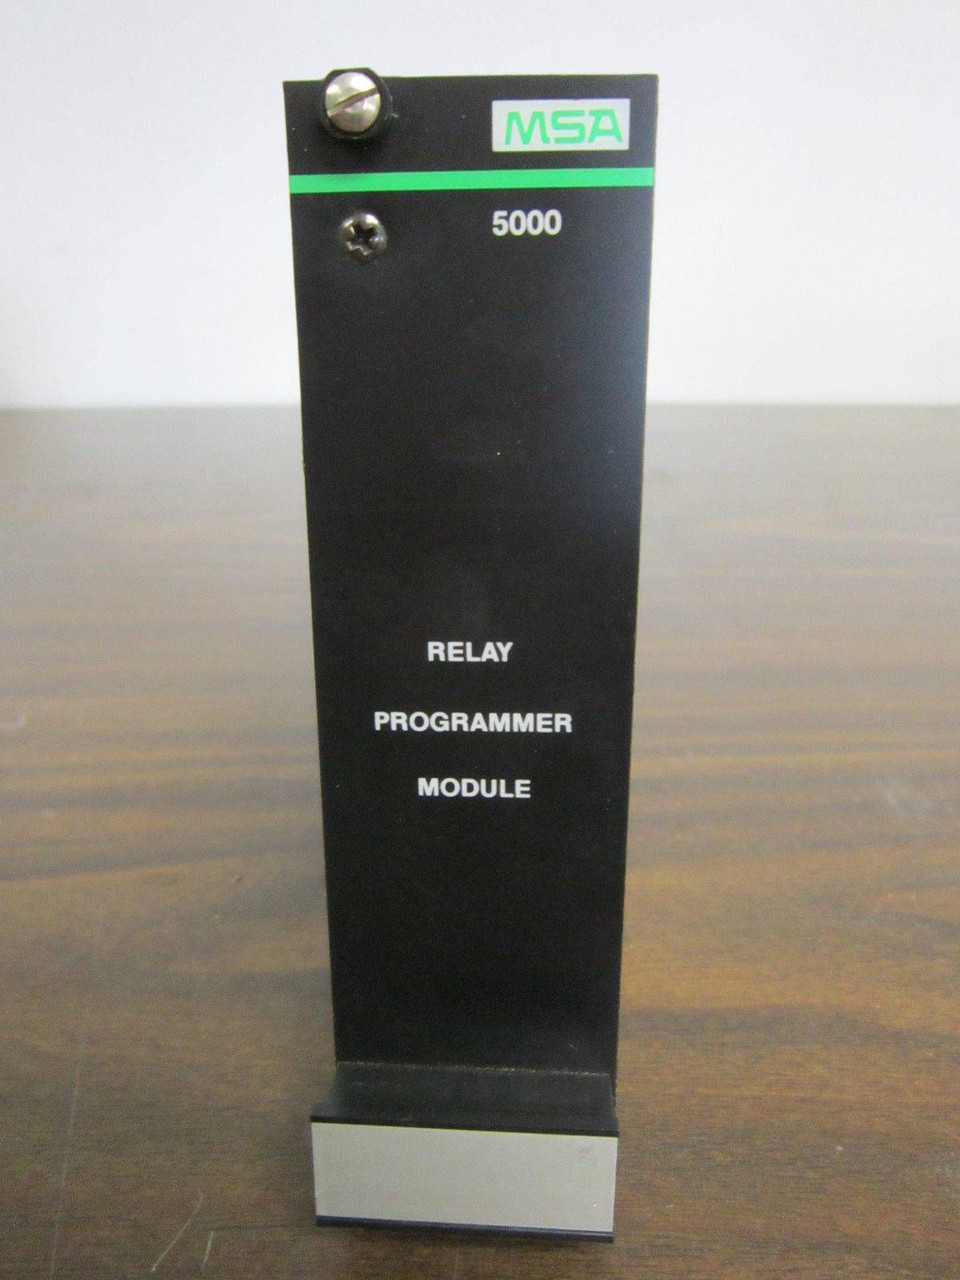 MSA
5000
RELAY
PROGRAMMER
MODULE